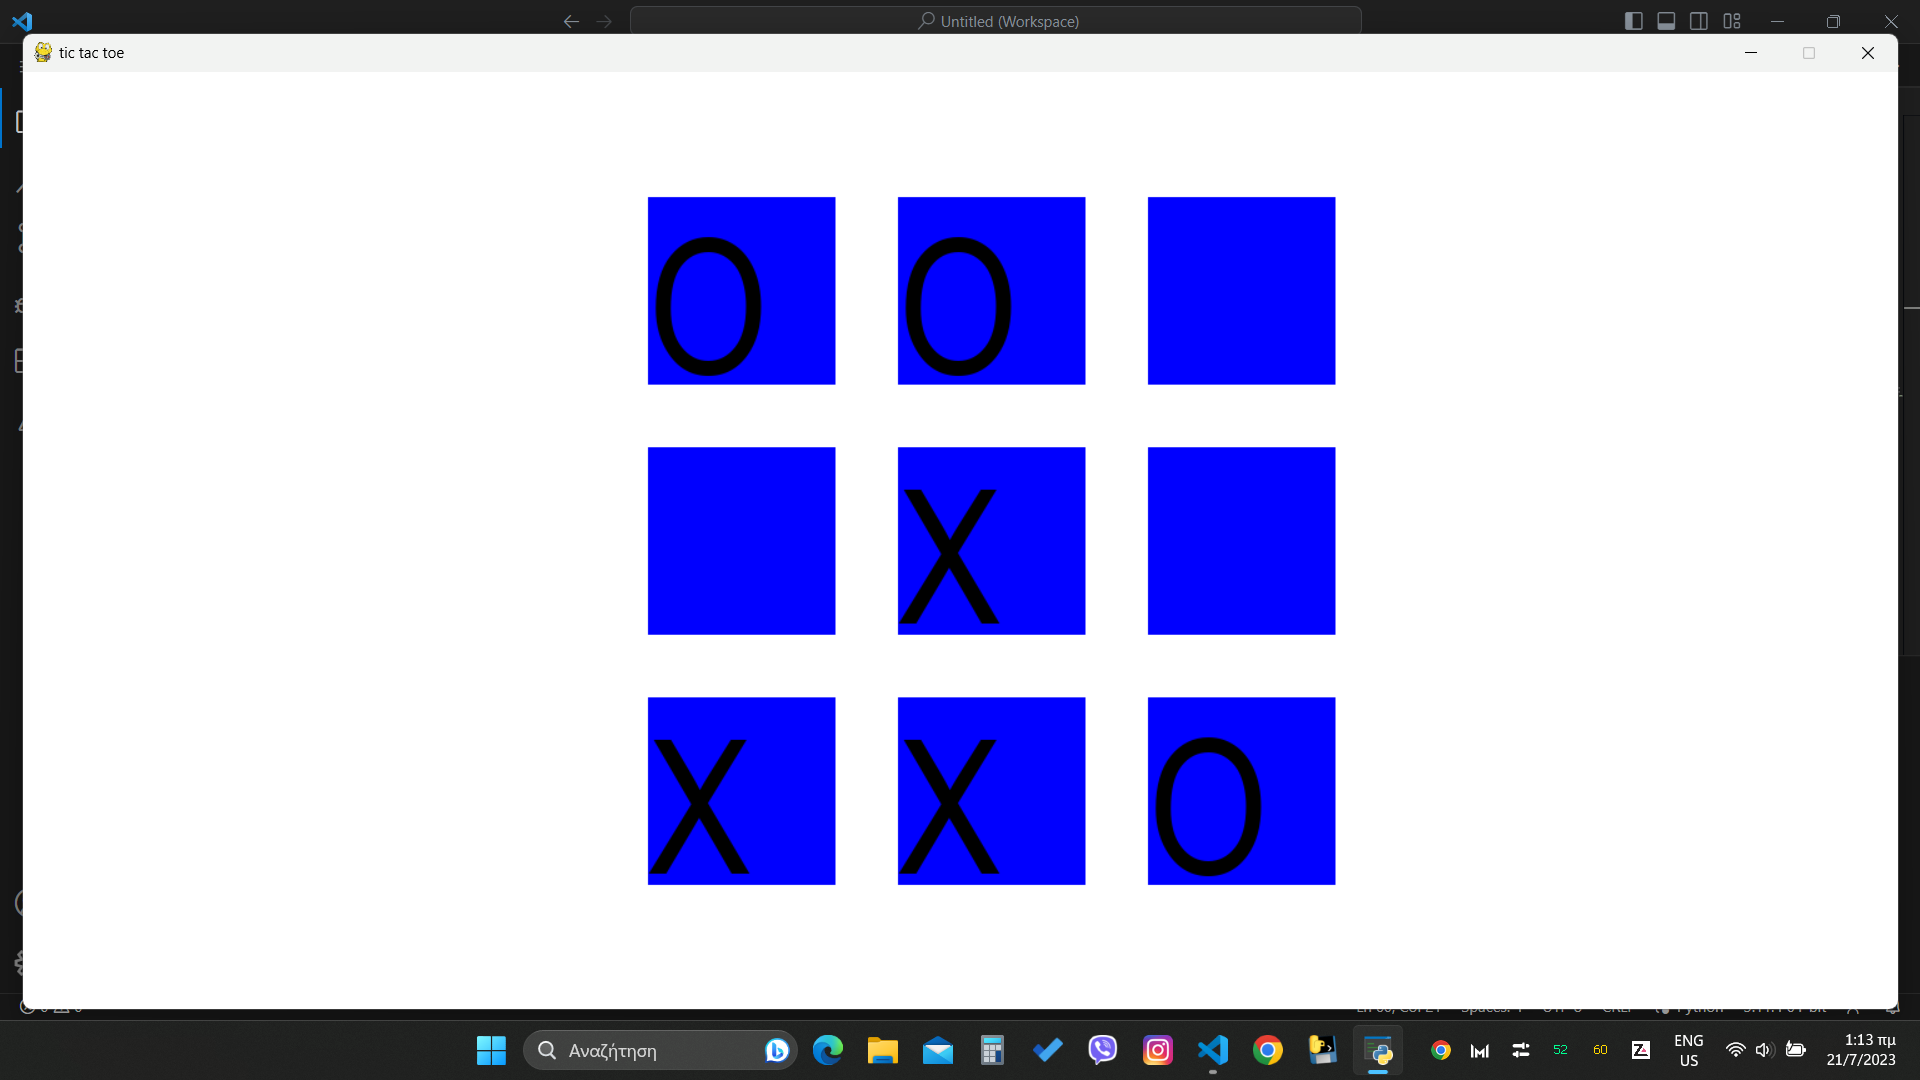 Untitled (Workspace)
tic tac toe
O O
X
X X O
Αναζήτηση
52
60
ENG
US
1:13 πμ
21/7/2023